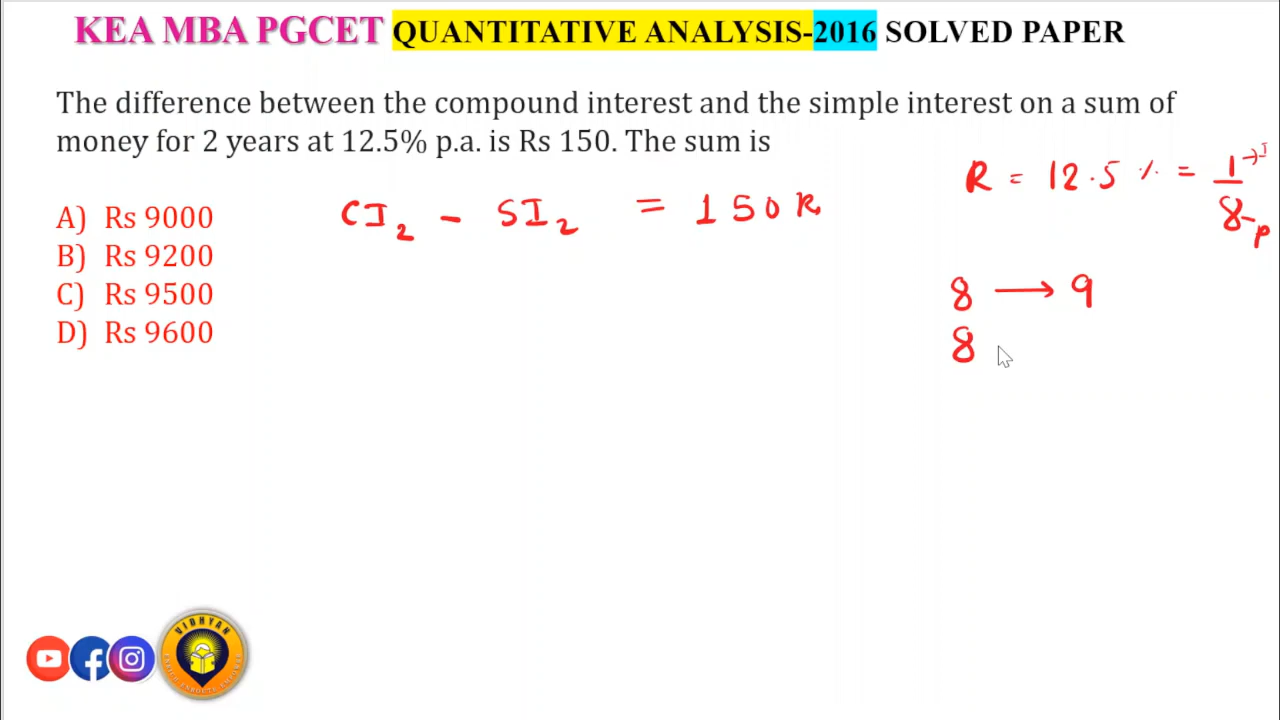 KEA MBA PGCET QUANTITATIVE ANALYSIS-2016 SOLVED PAPER
The difference between the compound interest and the simple interest on a sum of
money for 2 years at 12.5% p.a. is Rs 150. The sum is
A) Rs 9000
B) Rs 9200
C) Rs 9500
D) Rs 9600
CI₂ - SI₂ = 150 R
R = 12.5 % = 1/8 → I - P
8 → 9
8
VIDHYAN